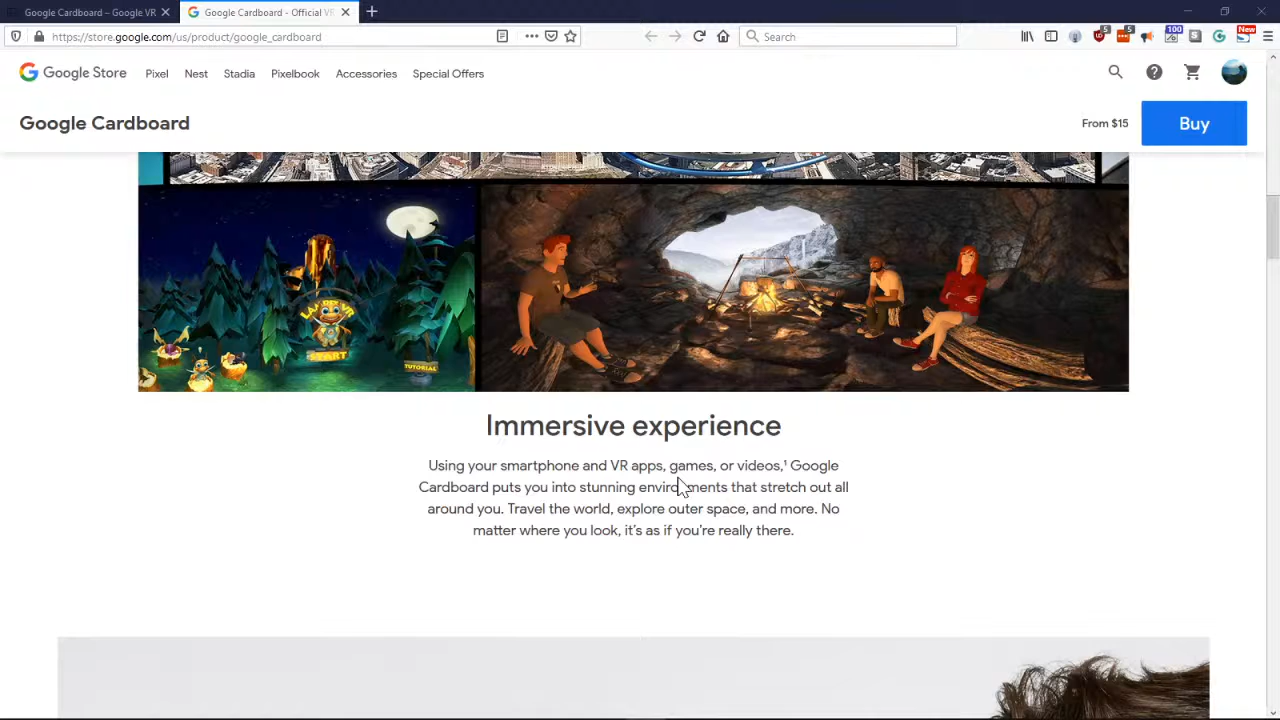 Google Cardboard – Google VR
Google Cardboard - Official VR
https://store.google.com/us/product/google_cardboard
Search
5
5
100
New
Google Store
Pixel
Nest
Stadia
Pixelbook
Accessories
Special Offers
Google Cardboard
From $15
Buy
START
TUTORIAL
Immersive experience
Using your smartphone and VR apps, games, or videos,¹ Google
Cardboard puts you into stunning environments that stretch out all
around you. Travel the world, explore outer space, and more. No
matter where you look, it's as if you're really there.